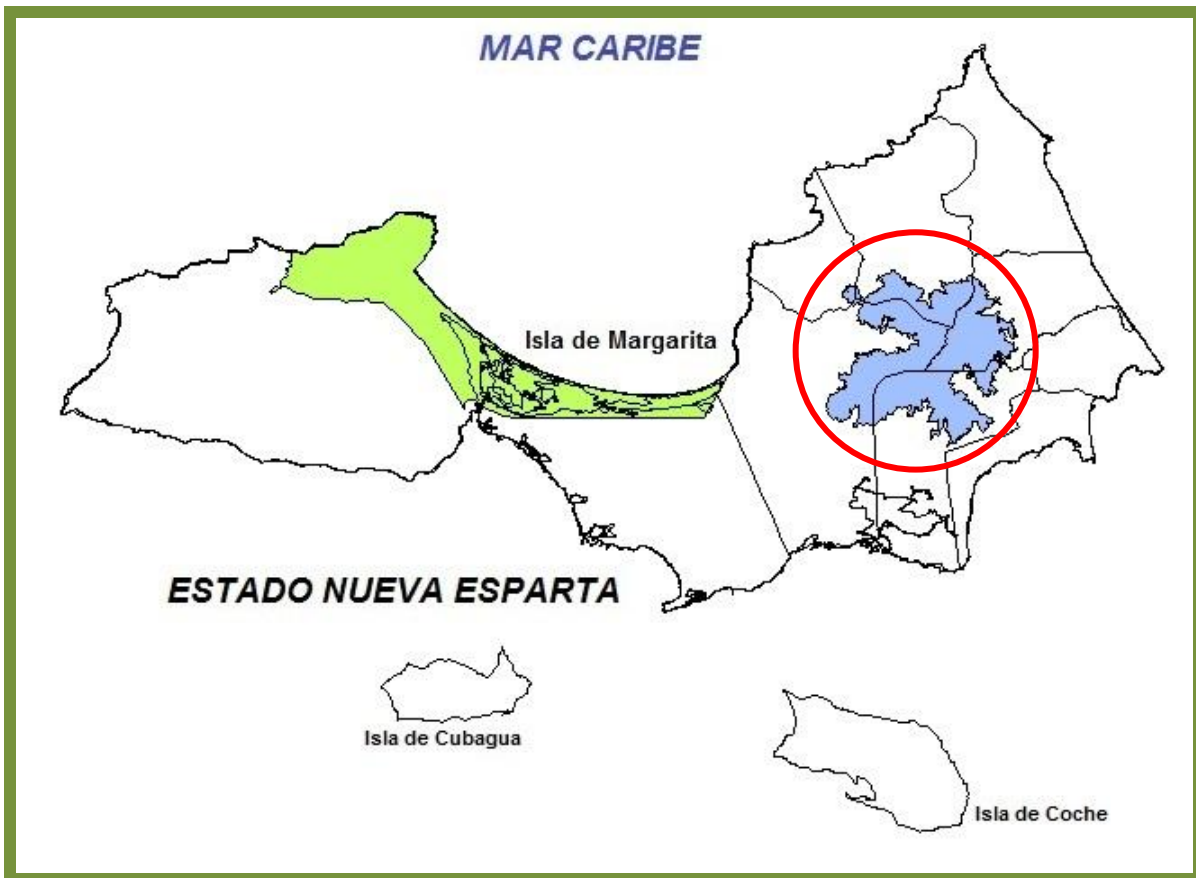 MAR CARIBE
Isla de Margarita
ESTADO NUEVA ESPARTA
Isla de Cubagua
Isla de Coche